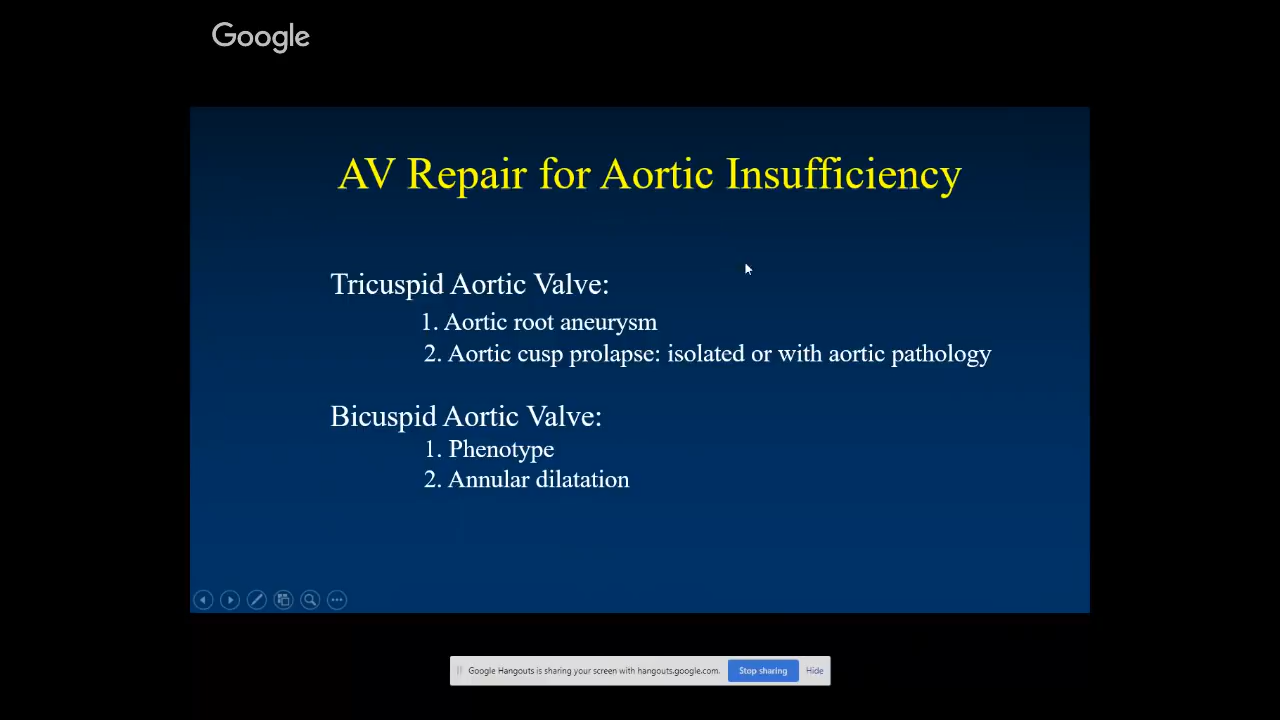 Google
AV Repair for Aortic Insufficiency
Tricuspid Aortic Valve:
1. Aortic root aneurysm
2. Aortic cusp prolapse: isolated or with aortic pathology
Bicuspid Aortic Valve:
1. Phenotype
2. Annular dilatation
Google Hangouts is sharing your screen with hangouts.google.com. Stop sharing Hide